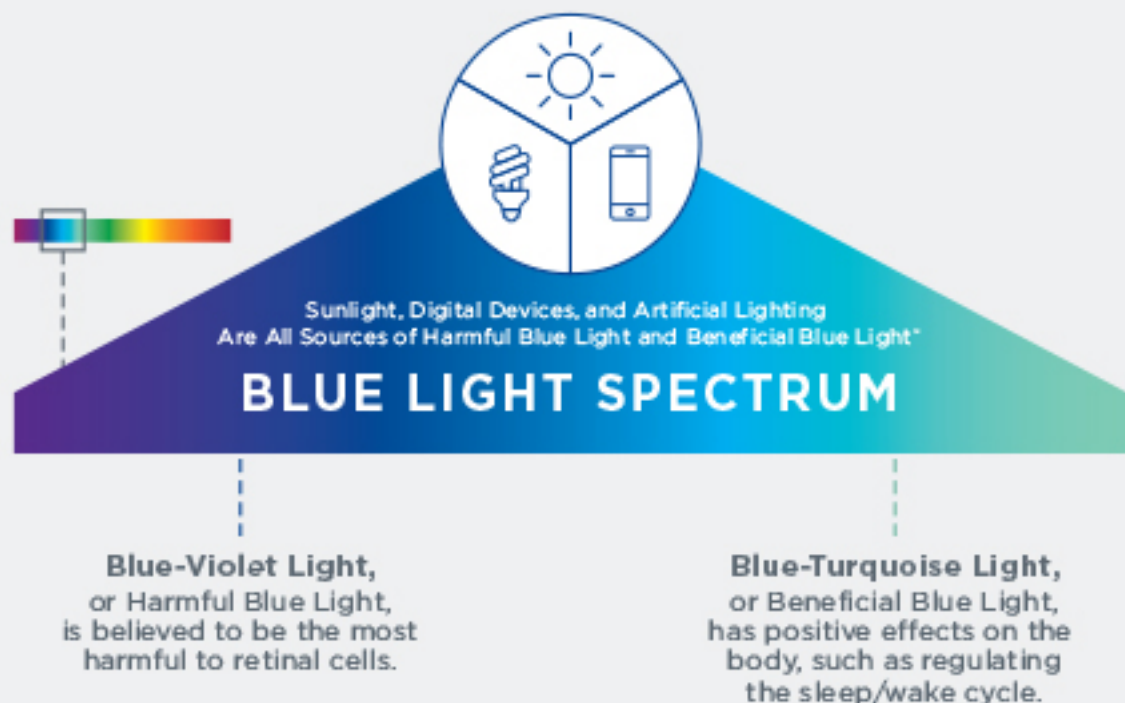 Sunlight, Digital Devices, and Artificial Lighting
Are All Sources of Harmful Blue Light and Beneficial Blue Light*
BLUE LIGHT SPECTRUM
Blue-Violet Light,
or Harmful Blue Light,
is believed to be the most
harmful to retinal cells.
Blue-Turquoise Light,
or Beneficial Blue Light,
has positive effects on the
body, such as regulating
the sleep/wake cycle.